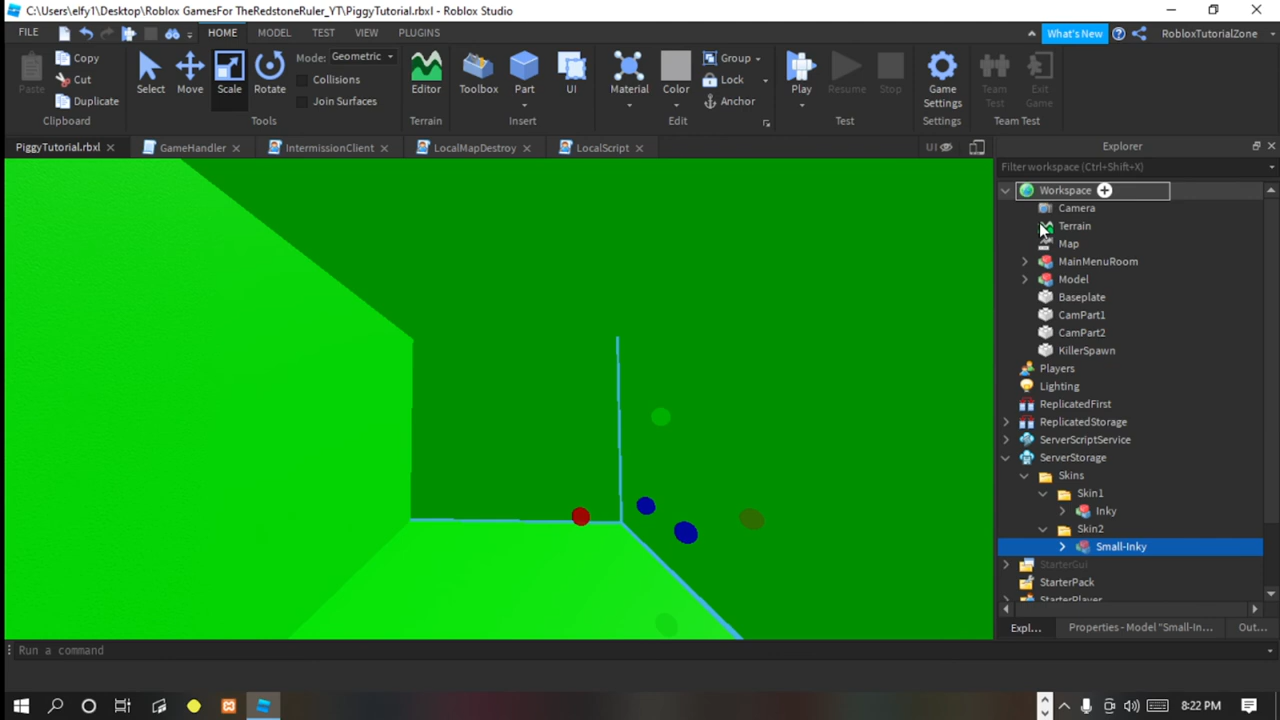 C:\Users\elfy1\Desktop\Roblox GamesFor TheRedstoneRuler_YT\PiggyTutorial.rbxl - Roblox Studio
FILE HOME MODEL TEST VIEW PLUGINS What's New RobloxTutorialZone
Paste Copy Cut Duplicate
Clipboard
Select Move Scale Rotate
Mode: Geometric
Collisions
Join Surfaces
Tools
Editor
Terrain
Toolbox Part UI
Insert
Material Color
Group
Lock
Anchor
Edit
Play Resume Stop
Test
Game Settings
Settings
Team Test Exit Game
Team Test
PiggyTutorial.rbxl GameHandler IntermissionClient LocalMapDestroy LocalScript UI
Explorer
Filter workspace (Ctrl+Shift+X)
Workspace
Camera
Terrain
Map
MainMenuRoom
Model
Baseplate
CamPart1
CamPart2
KillerSpawn
Players
Lighting
ReplicatedFirst
ReplicatedStorage
ServerScriptService
ServerStorage
Skins
Skin1
Inky
Skin2
Small-Inky
StarterGui
StarterPack
StarterPlayer
Expl... Properties - Model "Small-In... Out...
Run a command
8:22 PM